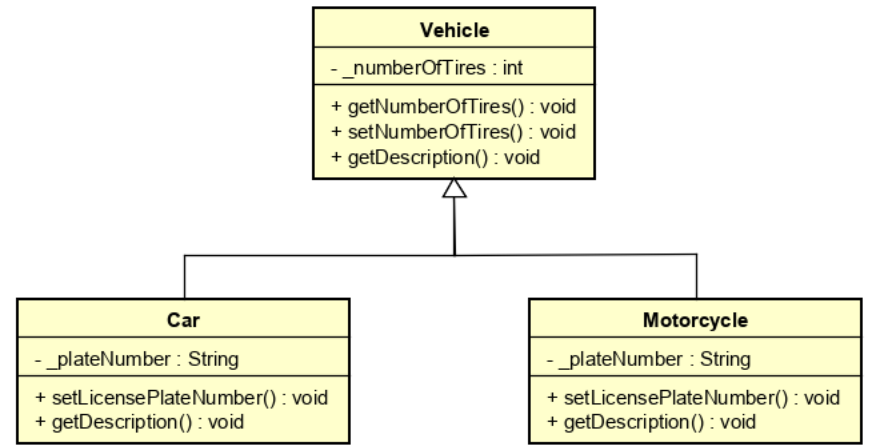 Vehicle
- _numberOfTires : int
+ getNumberOfTires() : void
+ setNumberOfTires() : void
+ getDescription() : void
Car
- _plateNumber : String
+ setLicensePlateNumber() : void
+ getDescription() : void
Motorcycle
- _plateNumber : String
+ setLicensePlateNumber() : void
+ getDescription() : void